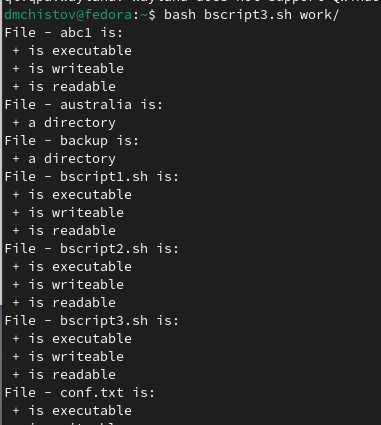 dmchistov@fedora:~$ bash bscript3.sh work/
File - abc1 is:
 + is executable
 + is writeable
 + is readable
File - australia is:
 + a directory
File - backup is:
 + a directory
File - bscript1.sh is:
 + is executable
 + is writeable
 + is readable
File - bscript2.sh is:
 + is executable
 + is writeable
 + is readable
File - bscript3.sh is:
 + is executable
 + is writeable
 + is readable
File - conf.txt is:
 + is executable